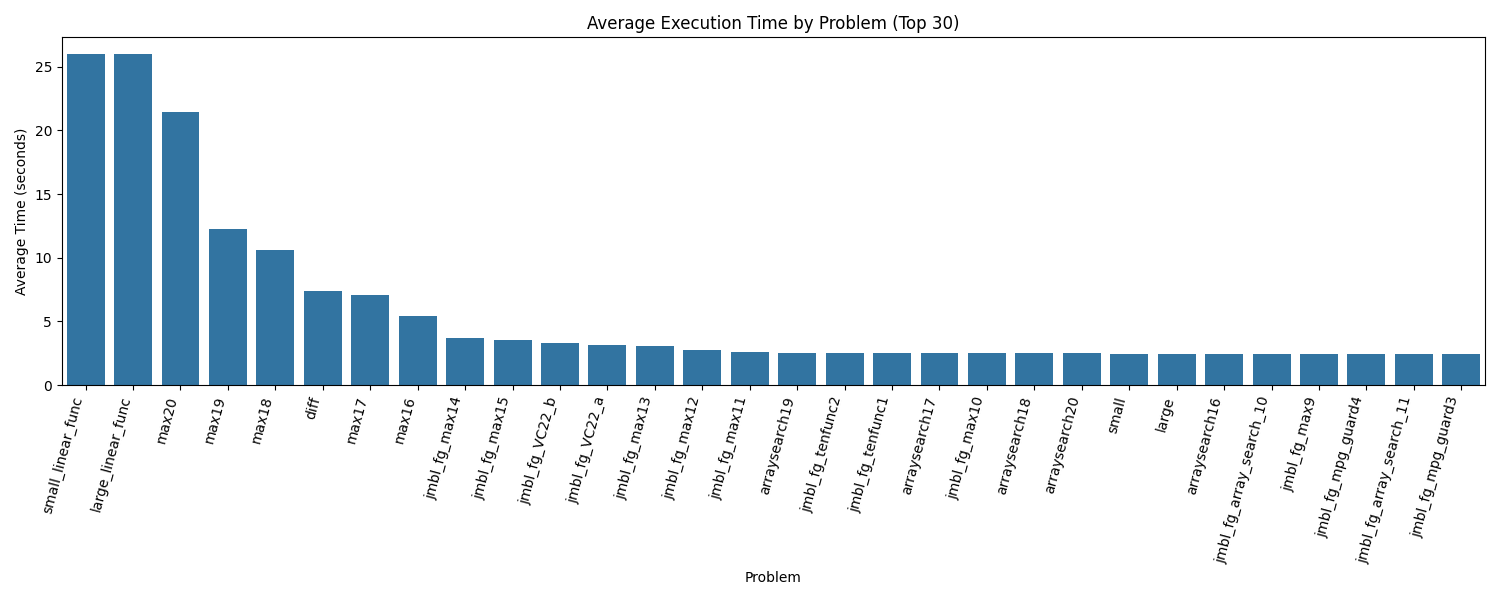 Average Execution Time by Problem (Top 30)
Average Time (seconds)
25
20
15
10
5
0
small_linear_func
large_linear_func
max20
max19
max18
diff
max17
max16
jmbl_fg_max14
jmbl_fg_max15
jmbl_fg_VC22_b
jmbl_fg_VC22_a
jmbl_fg_max13
jmbl_fg_max12
jmbl_fg_max11
arraysearch19
jmbl_fg_tenfunc2
jmbl_fg_tenfunc1
arraysearch17
jmbl_fg_max10
arraysearch18
arraysearch20
small
large
arraysearch16
jmbl_fg_array_search_10
jmbl_fg_max9
jmbl_fg_mpg_guard4
jmbl_fg_array_search_11
jmbl_fg_mpg_guard3
Problem